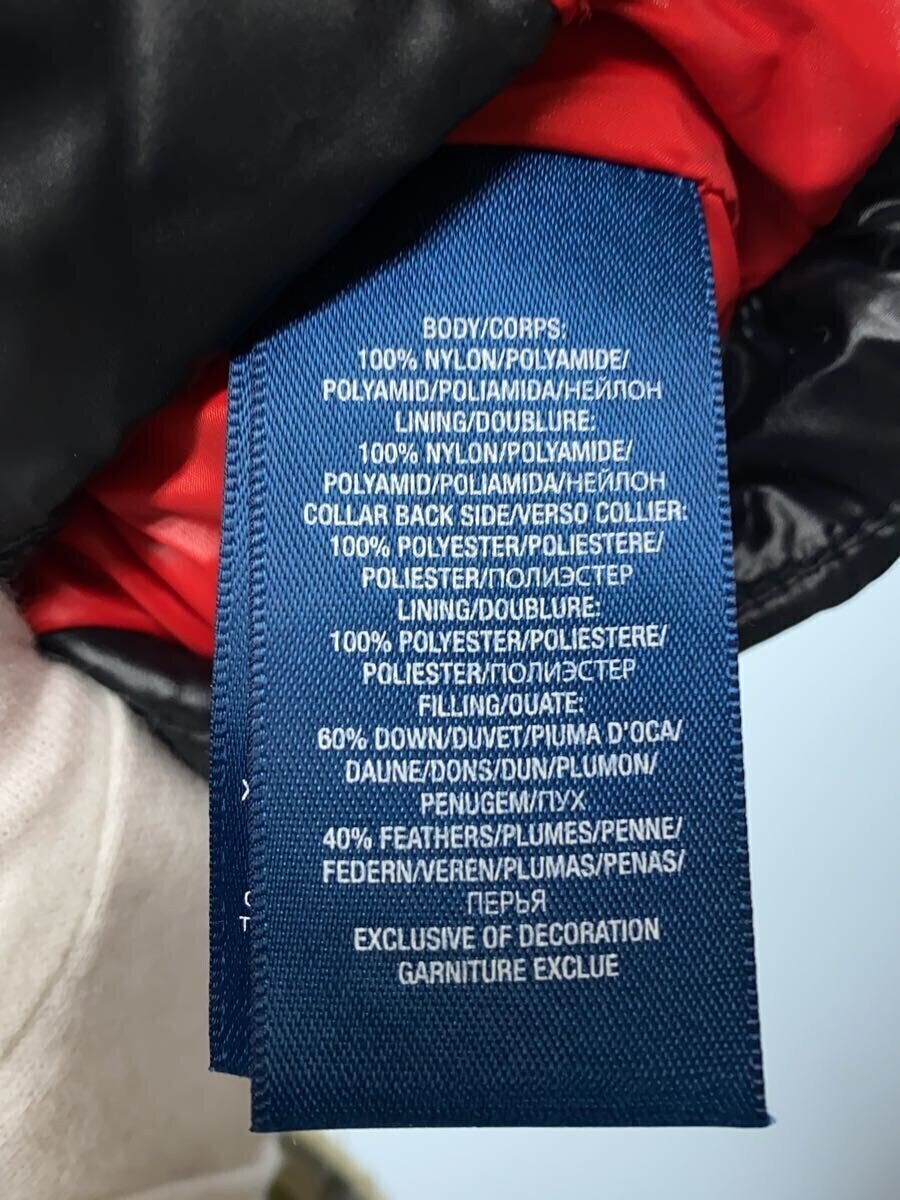 BODY/CORPS:
100% NYLON/POLYAMIDE/
POLYAMID/POLIAMIDA/НЕЙЛОН
LINING/DOUBLURE:
100% NYLON/POLYAMIDE/
POLYAMID/POLIAMIDA/НЕЙЛОН
COLLAR BACK SIDE/VERSO COLLIER:
100% POLYESTER/POLIESTERE/
POLIESTER/ПОЛИЭСТЕР
LINING/DOUBLURE:
100% POLYESTER/POLIESTERE/
POLIESTER/ПОЛИЭСТЕР
FILLING/OUATE:
60% DOWN/DUVET/PIUMA D'OCA/
DAUNE/DONS/DUN/PLUMON/
PENUGEM/ПУХ
40% FEATHERS/PLUMES/PENNE/
FEDERN/VEREN/PLUMAS/PENAS/
ПЕРЬЯ
EXCLUSIVE OF DECORATION
GARNITURE EXCLUE